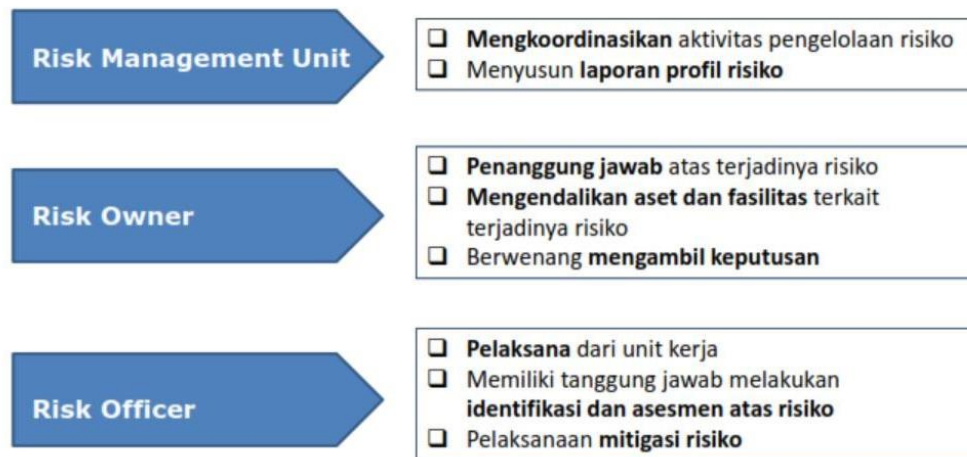 Risk Management Unit
❑ Mengkoordinasikan aktivitas pengelolaan risiko
❑ Menyusun laporan profil risiko
Risk Owner
❑ Penanggung jawab atas terjadinya risiko
❑ Mengendalikan aset dan fasilitas terkait
terjadinya risiko
❑ Berwenang mengambil keputusan
Risk Officer
❑ Pelaksana dari unit kerja
❑ Memiliki tanggung jawab melakukan
identifikasi dan asesmen atas risiko
❑ Pelaksanaan mitigasi risiko